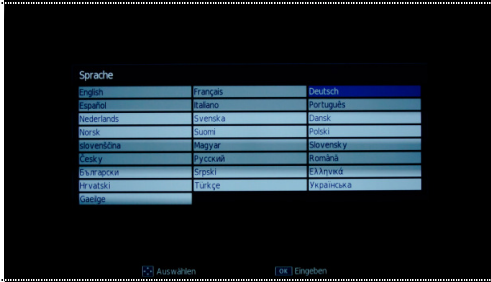 Sprache
English Français Deutsch
Español Italiano Português
Nederlands Svenska Dansk
Norsk Suomi Polski
slovenščina Magyar Slovensky
Česky Русский Română
Български Srpski Ελληνικά
Hrvatski Türkçe Українська
Gaeilge
Auswählen OK Eingeben